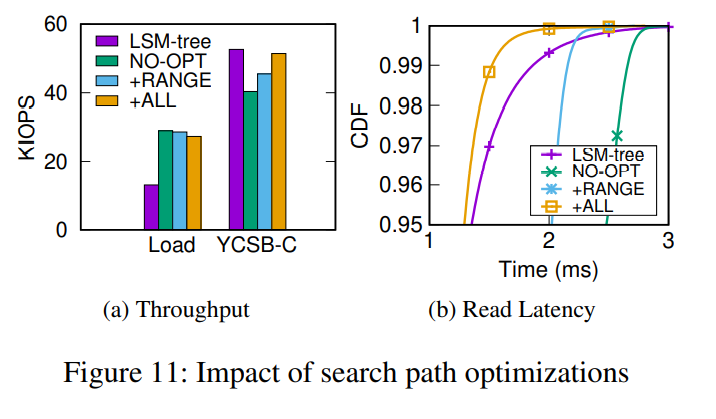 60
40
20
0
KIOPS
LSM-tree
NO-OPT
+RANGE
+ALL
Load YCSB-C
(a) Throughput
1
0.99
0.98
0.97
0.96
0.95
CDF
LSM-tree
NO-OPT
+RANGE
+ALL
1 2 3
Time (ms)
(b) Read Latency
Figure 11: Impact of search path optimizations